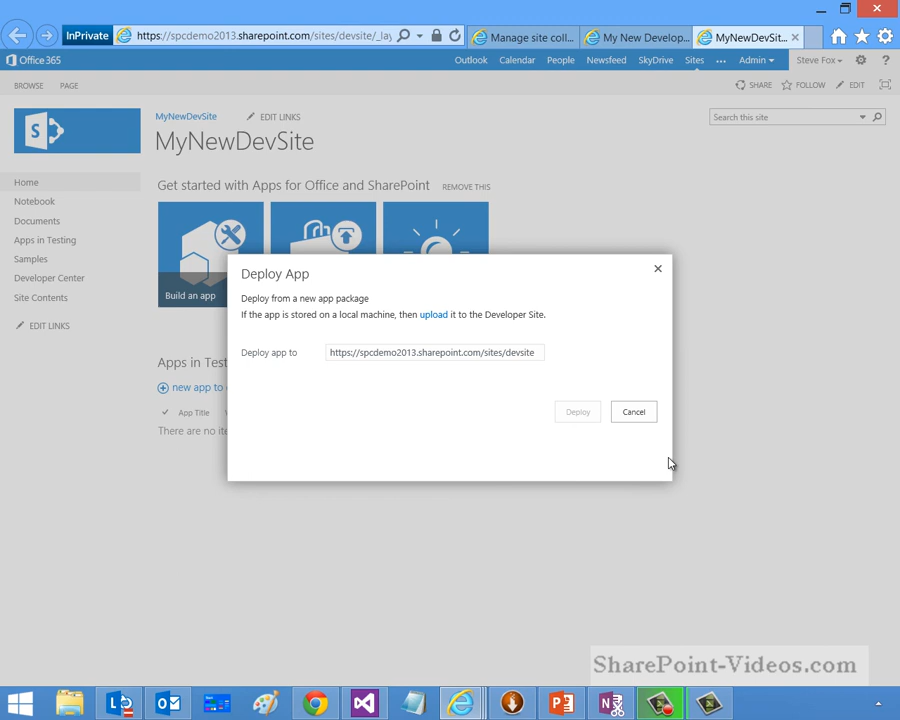 InPrivate
https://spcdemo2013.sharepoint.com/sites/devsite/_lay
Manage site coll...
My New Develop...
MyNewDevSit...
Office 365
Outlook Calendar People Newsfeed SkyDrive Sites ... Admin Steve Fox ?
BROWSE PAGE
SHARE FOLLOW EDIT
S
MyNewDevSite
EDIT LINKS
Search this site
MyNewDevSite
Home
Notebook
Documents
Apps in Testing
Samples
Developer Center
Site Contents
EDIT LINKS
Get started with Apps for Office and SharePoint REMOVE THIS
Build an app
Apps in Test
new app to
App Title
There are no ite
Deploy App
Deploy from a new app package
If the app is stored on a local machine, then upload it to the Developer Site.
Deploy app to https://spcdemo2013.sharepoint.com/sites/devsite
Deploy Cancel
SharePoint-Videos.com